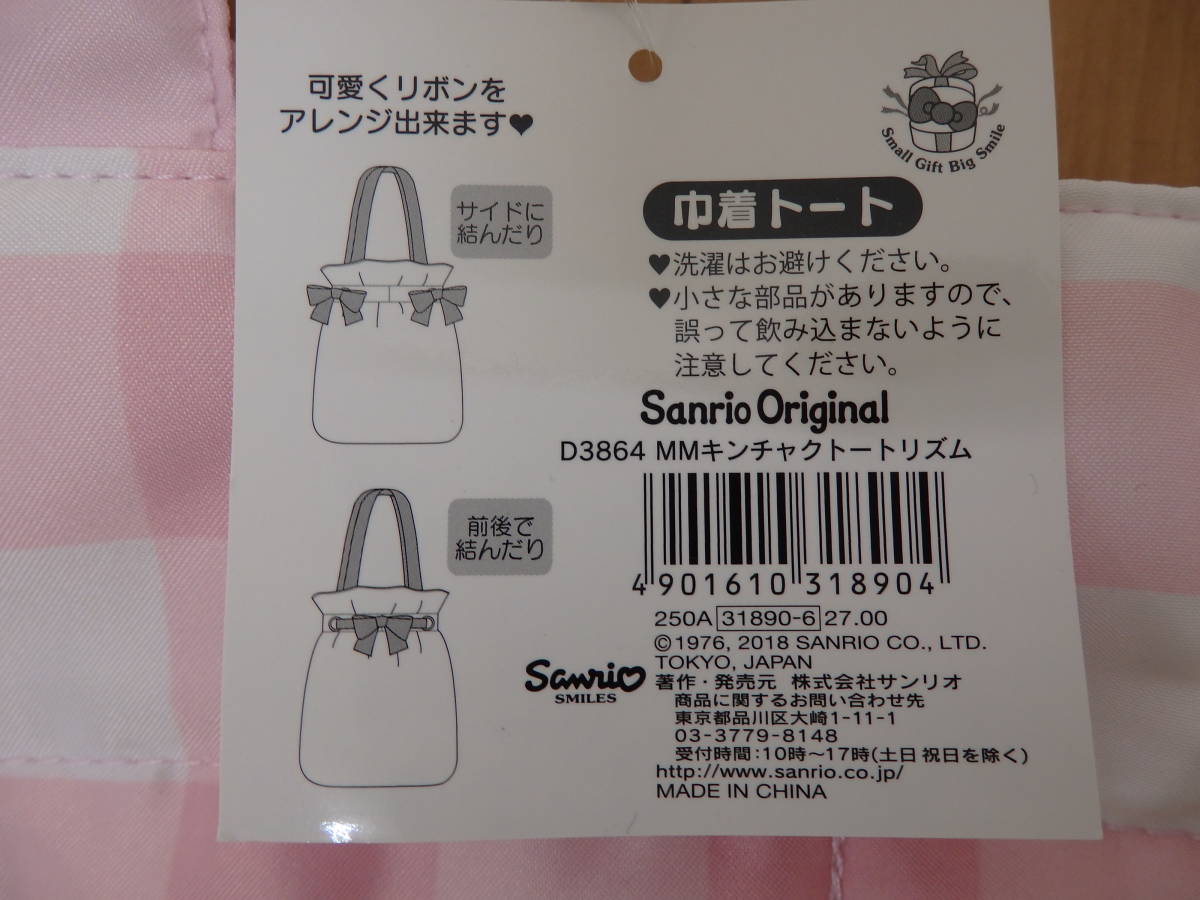 可愛くリボンを
アレンジ出来ます♥
サイドに
結んだり
前後で
結んだり
Small Gift Big Smile
巾着トート
♥洗濯はお避けください。
♥小さな部品がありますので、
誤って飲み込まないように
注意してください。
Sanrio Original
D3864 MMキンチャクトートリズム
4 901610 318904
250A 31890-6 27.00
©1976, 2018 SANRIO CO., LTD.
TOKYO, JAPAN
Sanrio
SMILES
著作・発売元 株式会社サンリオ
商品に関するお問い合わせ先
東京都品川区大崎1-11-1
03-3779-8148
受付時間：10時〜17時(土日 祝日を除く)
http://www.sanrio.co.jp/
MADE IN CHINA